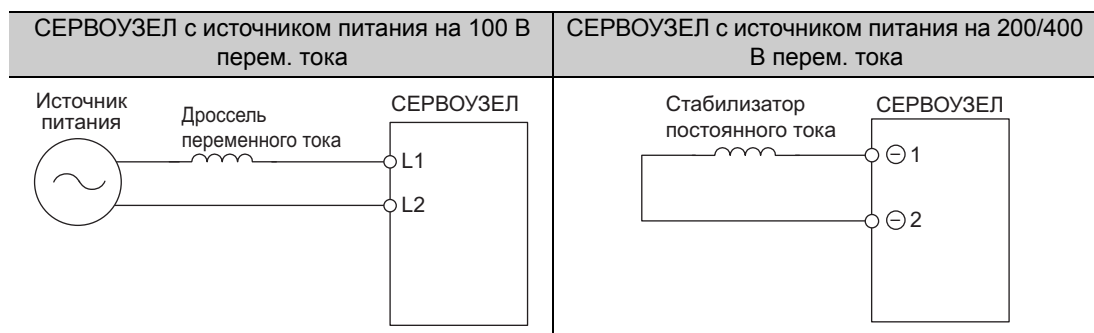 СЕРВОУЗЕЛ с источником питания на 100 В
перем. тока
СЕРВОУЗЕЛ с источником питания на 200/400
В перем. тока
Источник
питания
Дроссель
переменного тока
СЕРВОУЗЕЛ
L1
L2
Стабилизатор
постоянного тока
СЕРВОУЗЕЛ
⊖ 1
⊖ 2